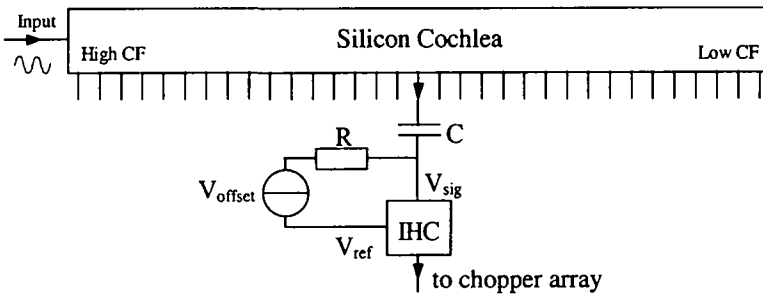 Input
Silicon Cochlea
High CF
Low CF
C
R
V_offset
V_sig
IHC
V_ref
to chopper array